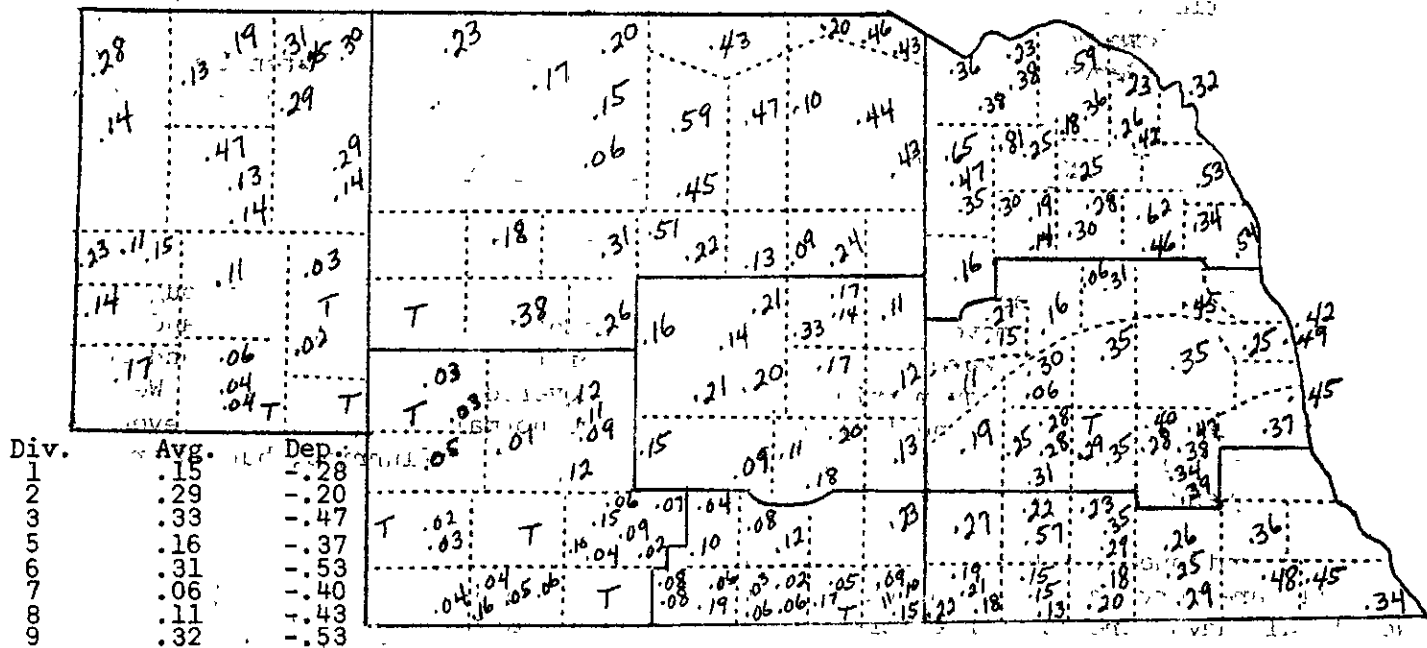 .23 .20 .43 .20 .46 .43
.28 .19 .31 .30
.13 .17 .36 .23 .59
.29 .15 .38 .23 .32
.14 .59 .47 .10 .44 .38 .36
.06 .18 .26 .42
.47 .29 .43 .65 .81 .25
.13 .14 .45 .47 .25 .53
.14 .35 .30 .19 .28 .62 .34
.18 .31 .51 .22 .13 .09 .24 .14 .30 .46 .54
.23 .11 .15 .11 .03 .16 .06 .31
.14 T T .38 .26 .16 .21 .17 .11 .27 .16 .45 .42
.14 .33 .14 .15 .35 .25 .49
.17 .06 .02 .03 .12 .21 .20 .17 .12 .30 .35
.04 T .03 .11 .06 .45
.04 T T .05 .01 .09 .15 .20 .13 .19 .28 T .40 .37
.12 .09 .11 .18 .25 .28 .29 .35 .28 .38
.31 .34
Div. Avg. Dep.
1 .15 -.28
2 .29 -.20
3 .33 -.47
5 .16 -.37
6 .31 -.53
7 .06 -.40
8 .11 -.43
9 .32 -.53
.06 .07 .04
T .02 T .15 .09 .08 .23 .27 .22 .23 .36
.03 .04 .02 .10 .12 .57 .35 .26
.29 .25
.04 .08 .03 .02 .05 .09 .19 .15 .18 .48 .45
.04 .16 .05 .06 T .08 .19 .06 .06 .17 T .11 .15 .22 .21 .18 .15 .13 .20 .29 .34